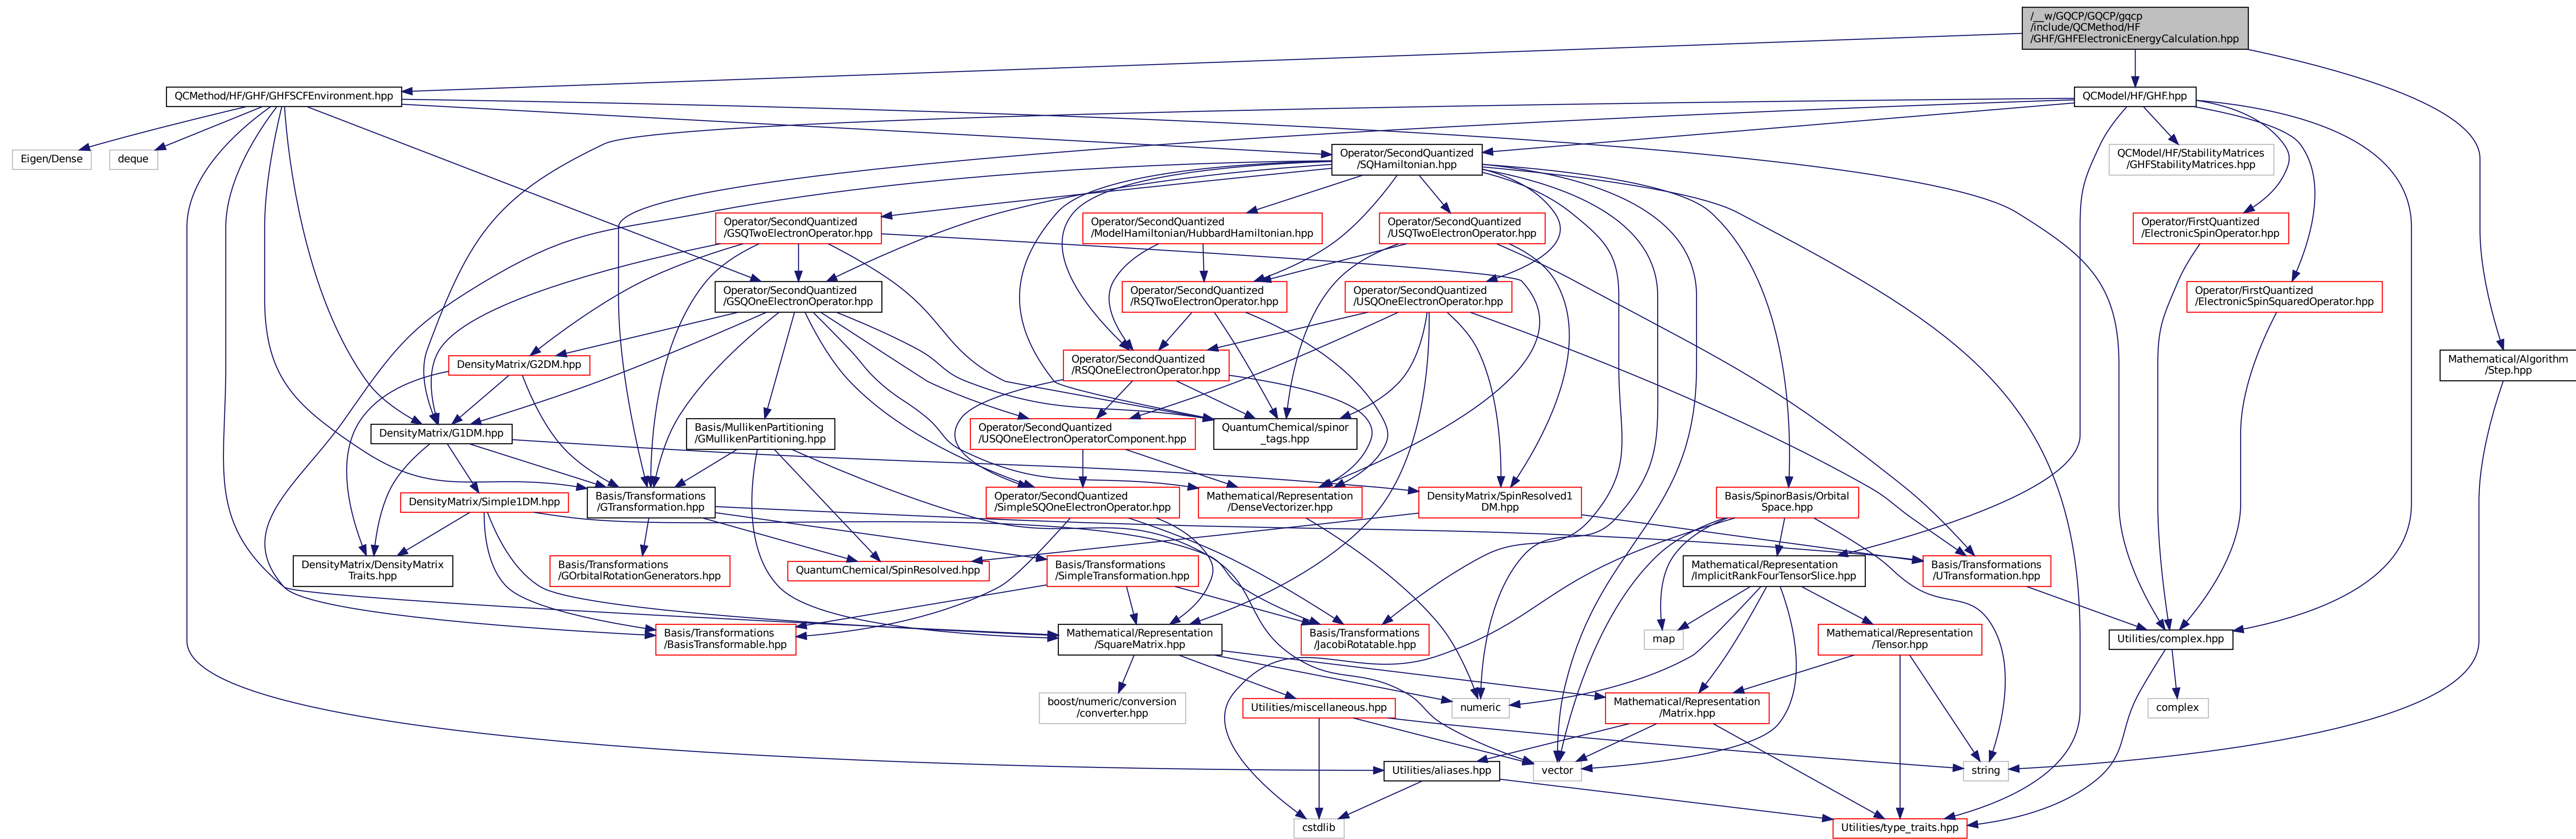 /__w/GQCP/GQCP/gqcp
/include/QCMethod/HF
/GHF/GHFElectronicEnergyCalculation.hpp
QCMethod/HF/GHF/GHFSCFEnvironment.hpp
QCModel/HF/GHF.hpp
Eigen/Dense
deque
Operator/SecondQuantized
/SQHamiltonian.hpp
QCModel/HF/StabilityMatrices
/GHFStabilityMatrices.hpp
Operator/SecondQuantized
/GSQTwoElectronOperator.hpp
Operator/SecondQuantized
/ModelHamiltonian/HubbardHamiltonian.hpp
Operator/SecondQuantized
/USQTwoElectronOperator.hpp
Operator/FirstQuantized
/ElectronicSpinOperator.hpp
Operator/SecondQuantized
/GSQOneElectronOperator.hpp
Operator/SecondQuantized
/RSQTwoElectronOperator.hpp
Operator/SecondQuantized
/USQOneElectronOperator.hpp
Operator/FirstQuantized
/ElectronicSpinSquaredOperator.hpp
DensityMatrix/G2DM.hpp
Operator/SecondQuantized
/RSQOneElectronOperator.hpp
Mathematical/Algorithm
/Step.hpp
DensityMatrix/G1DM.hpp
Basis/MullikenPartitioning
/GMullikenPartitioning.hpp
Operator/SecondQuantized
/USQOneElectronOperatorComponent.hpp
QuantumChemical/spinor
_tags.hpp
DensityMatrix/Simple1DM.hpp
Basis/Transformations
/GTransformation.hpp
Operator/SecondQuantized
/SimpleSQOneElectronOperator.hpp
Mathematical/Representation
/DenseVectorizer.hpp
DensityMatrix/SpinResolved1
DM.hpp
Basis/SpinorBasis/Orbital
Space.hpp
DensityMatrix/DensityMatrix
Traits.hpp
Basis/Transformations
/GOrbitalRotationGenerators.hpp
QuantumChemical/SpinResolved.hpp
Basis/Transformations
/SimpleTransformation.hpp
Mathematical/Representation
/ImplicitRankFourTensorSlice.hpp
Basis/Transformations
/UTransformation.hpp
Basis/Transformations
/BasisTransformable.hpp
Mathematical/Representation
/SquareMatrix.hpp
Basis/Transformations
/JacobiRotatable.hpp
map
Mathematical/Representation
/Tensor.hpp
Utilities/complex.hpp
boost/numeric/conversion
/converter.hpp
Utilities/miscellaneous.hpp
numeric
Mathematical/Representation
/Matrix.hpp
complex
Utilities/aliases.hpp
vector
string
cstdlib
Utilities/type_traits.hpp